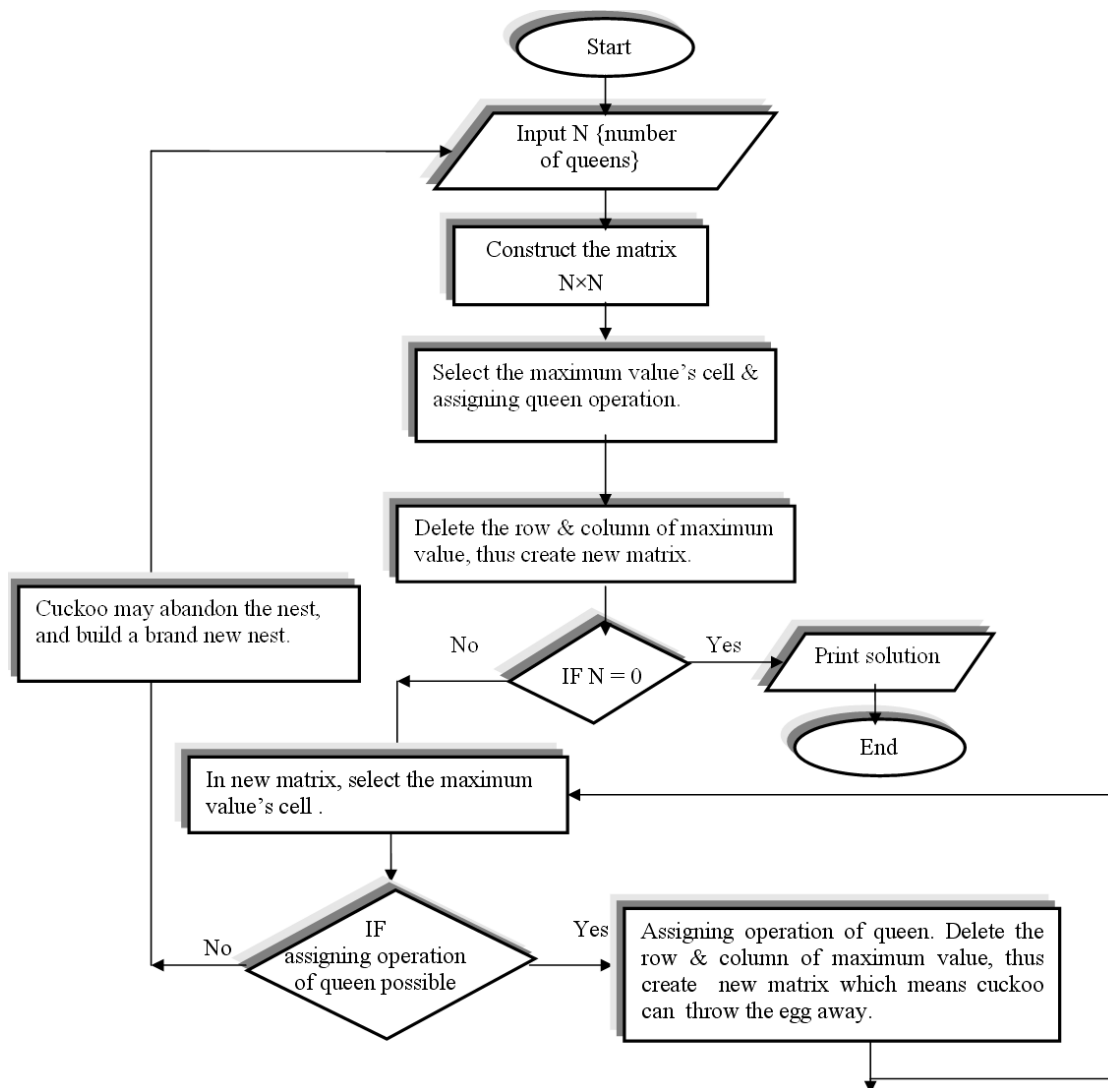 Start
Input N {number
of queens}
Construct the matrix
N×N
Select the maximum value’s cell &
assigning queen operation.
Delete the row & column of maximum
value, thus create new matrix.
Cuckoo may abandon the nest,
and build a brand new nest.
No
Yes
IF N = 0
Print solution
End
In new matrix, select the maximum
value’s cell .
No
IF
assigning operation
of queen possible
Yes
Assigning operation of queen. Delete the
row & column of maximum value, thus
create new matrix which means cuckoo
can throw the egg away.